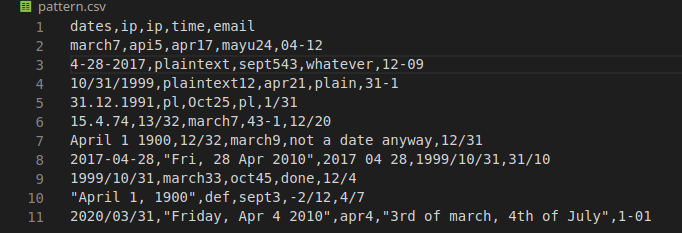 pattern.csv
1 dates,ip,ip,time,email
2 march7,api5,apr17,mayu24,04-12
3 4-28-2017,plaintext,sept543,whatever,12-09
4 10/31/1999,plaintext12,apr21,plain,31-1
5 31.12.1991,pl,Oct25,pl,1/31
6 15.4.74,13/32,march7,43-1,12/20
7 April 1 1900,12/32,march9,not a date anyway,12/31
8 2017-04-28,"Fri, 28 Apr 2010",2017 04 28,1999/10/31,31/10
9 1999/10/31,march33,oct45,done,12/4
10 "April 1, 1900",def,sept3,-2/12,4/7
11 2020/03/31,"Friday, Apr 4 2010",apr4,"3rd of march, 4th of July",1-01